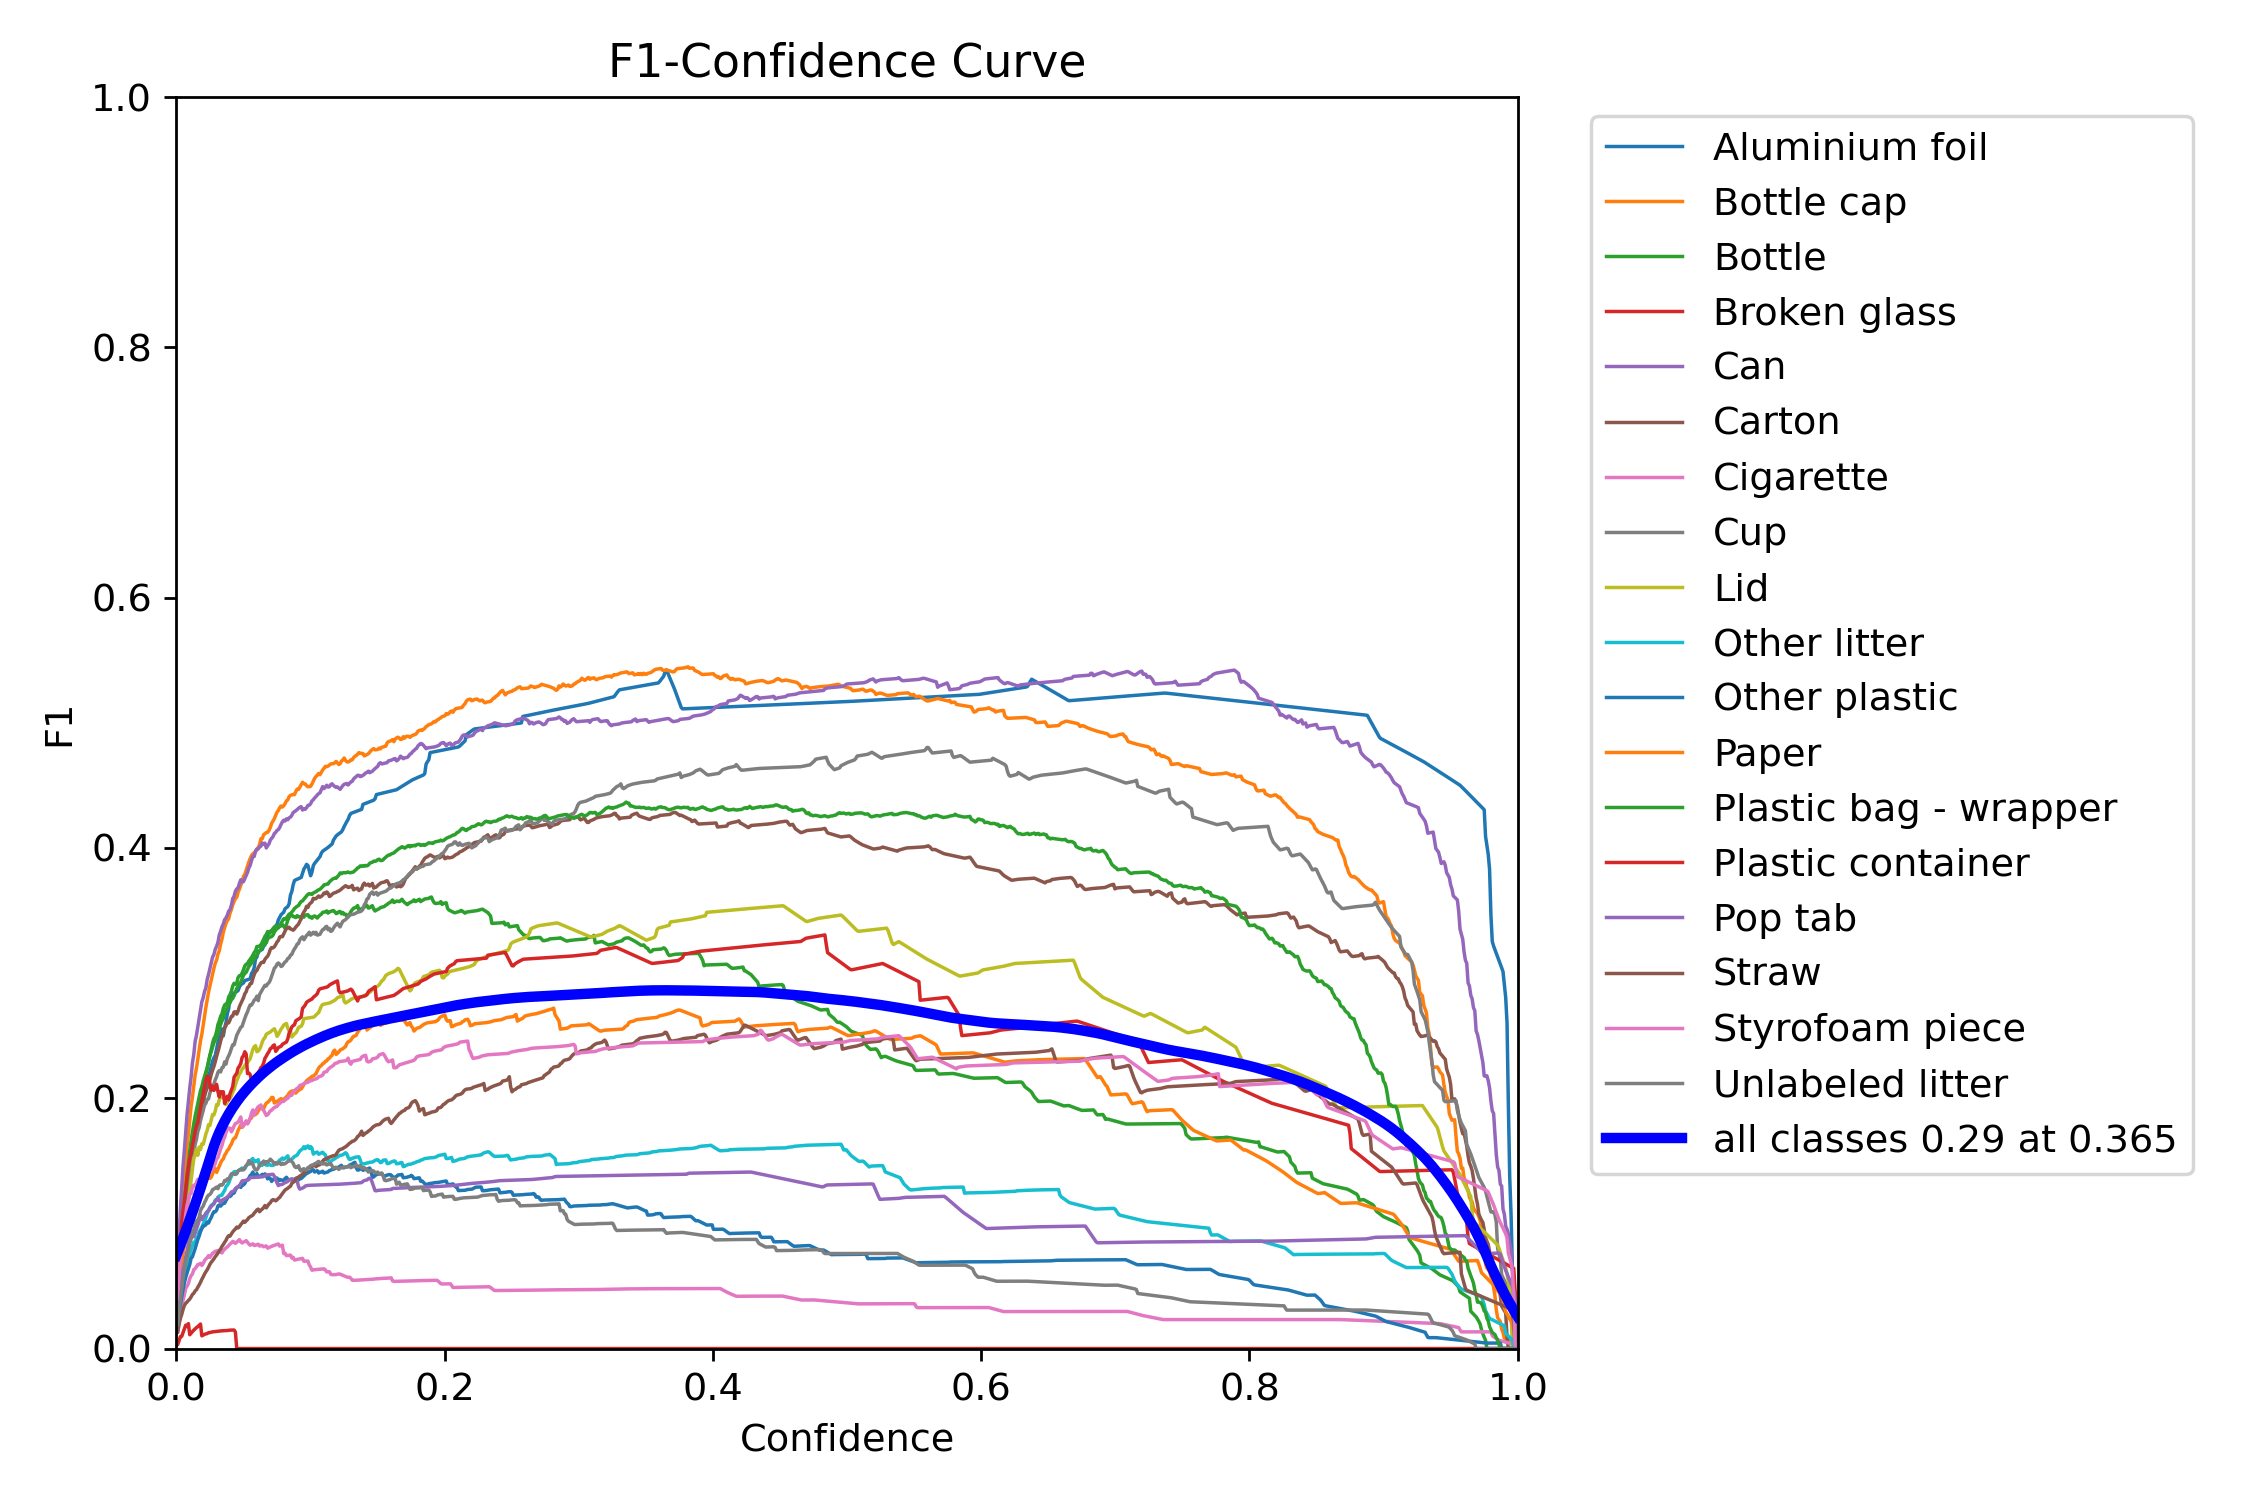 F1-Confidence Curve
1.0
0.8
0.6
0.4
0.2
0.0
F1
0.0 0.2 0.4 0.6 0.8 1.0
Confidence
Aluminium foil
Bottle cap
Bottle
Broken glass
Can
Carton
Cigarette
Cup
Lid
Other litter
Other plastic
Paper
Plastic bag - wrapper
Plastic container
Pop tab
Straw
Styrofoam piece
Unlabeled litter
all classes 0.29 at 0.365